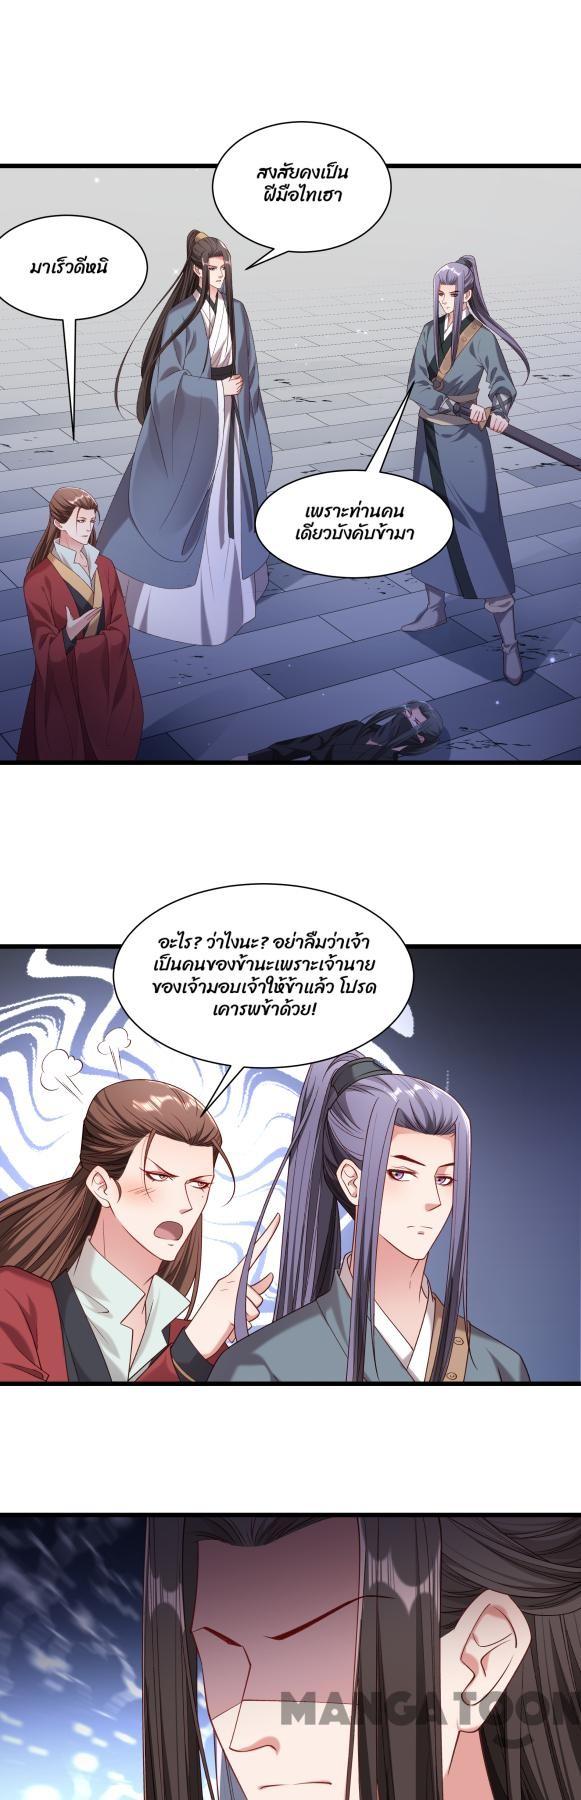 สงสัยคงเป็น
ฝีมือไทเฮา
มาเร็วดีหนิ
เพราะท่านคน
เดียวบังคับข้ามา
อะไร? ว่าไงนะ? อย่าลืมว่าเจ้า
เป็นคนของข้านะเพราะเจ้านาย
ของเจ้ามอบเจ้าให้ข้าแล้ว โปรด
เคารพข้าด้วย!
MANGATOON